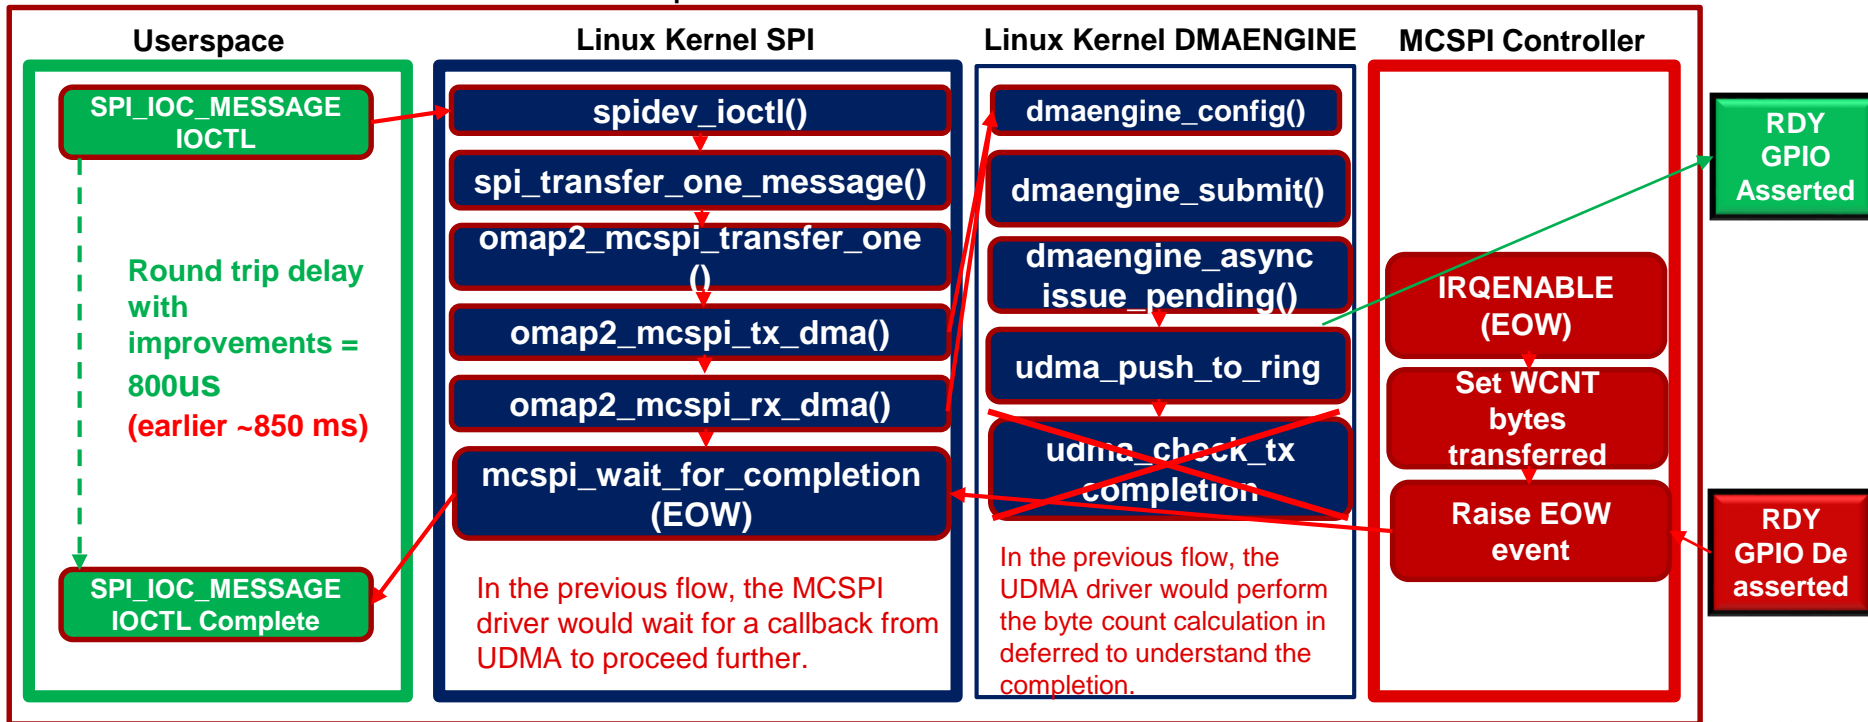 Userspace
SPI_IOC_MESSAGE
IOCTL
Round trip delay
with
improvements =
800us
(earlier ~850 ms)
SPI_IOC_MESSAGE
IOCTL Complete
Linux Kernel SPI
spidev_ioctl()
spi_transfer_one_message()
omap2_mcspi_transfer_one
()
omap2_mcspi_tx_dma()
omap2_mcspi_rx_dma()
mcspi_wait_for_completion
(EOW)
In the previous flow, the MCSPI
driver would wait for a callback from
UDMA to proceed further.
Linux Kernel DMAENGINE
dmaengine_config()
dmaengine_submit()
dmaengine_async
issue_pending()
udma_push_to_ring
udma_check_tx
completion
In the previous flow, the
UDMA driver would perform
the byte count calculation in
deferred to understand the
completion.
MCSPI Controller
IRQENABLE
(EOW)
Set WCNT
bytes
transferred
Raise EOW
event
RDY
GPIO
Asserted
RDY
GPIO De
asserted